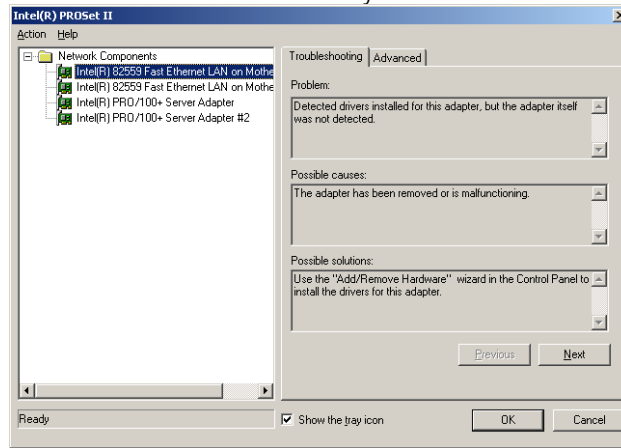 Intel(R) PROSet II
Action Help
Network Components
Intel(R) 82559 Fast Ethernet LAN on Mothe
Intel(R) 82559 Fast Ethernet LAN on Mothe
Intel(R) PRO/100+ Server Adapter
Intel(R) PRO/100+ Server Adapter #2
Troubleshooting Advanced
Problem:
Detected drivers installed for this adapter, but the adapter itself
was not detected.
Possible causes:
The adapter has been removed or is malfunctioning.
Possible solutions:
Use the "Add/Remove Hardware" wizard in the Control Panel to
install the drivers for this adapter.
Previous Next
Ready
Show the tray icon
OK Cancel